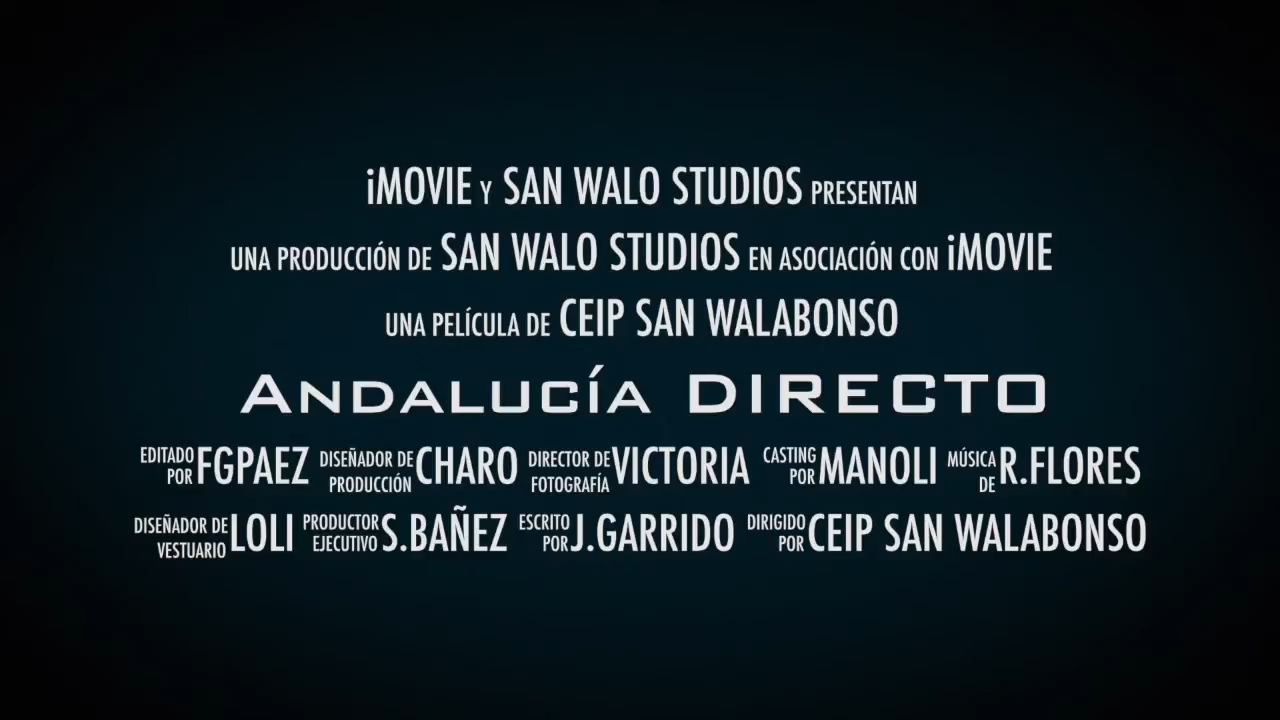 iMOVIE Y SAN WALO STUDIOS PRESENTAN
UNA PRODUCCIÓN DE SAN WALO STUDIOS EN ASOCIACIÓN CON iMOVIE
UNA PELÍCULA DE CEIP SAN WALABONSO
ANDALUCÍA DIRECTO
EDITADO POR FGPAEZ DISEÑADOR DE PRODUCCIÓN CHARO DIRECTOR DE FOTOGRAFÍA VICTORIA CASTING POR MANOLI MÚSICA DE R.FLORES
DISEÑADOR DE VESTUARIO LOLI PRODUCTOR EJECUTIVO S.BAÑEZ ESCRITO POR J.GARRIDO DIRIGIDO POR CEIP SAN WALABONSO